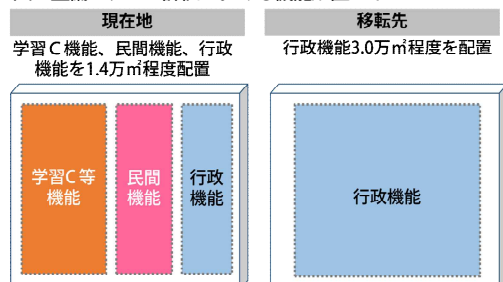 現在地
学習C機能、民間機能、行政
機能を1.4万㎡程度配置
学習C等
機能
民間
機能
行政
機能
移転先
行政機能3.0万㎡程度を配置
行政機能